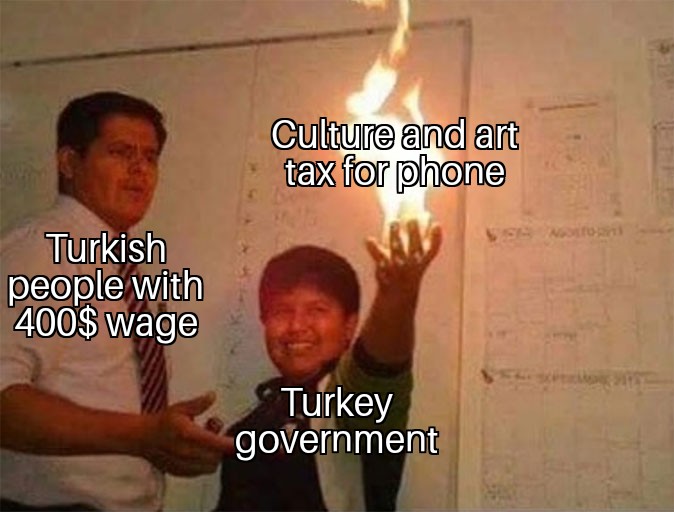 Culture and art
tax for phone
Turkish
people with
400$ wage
Turkey
government